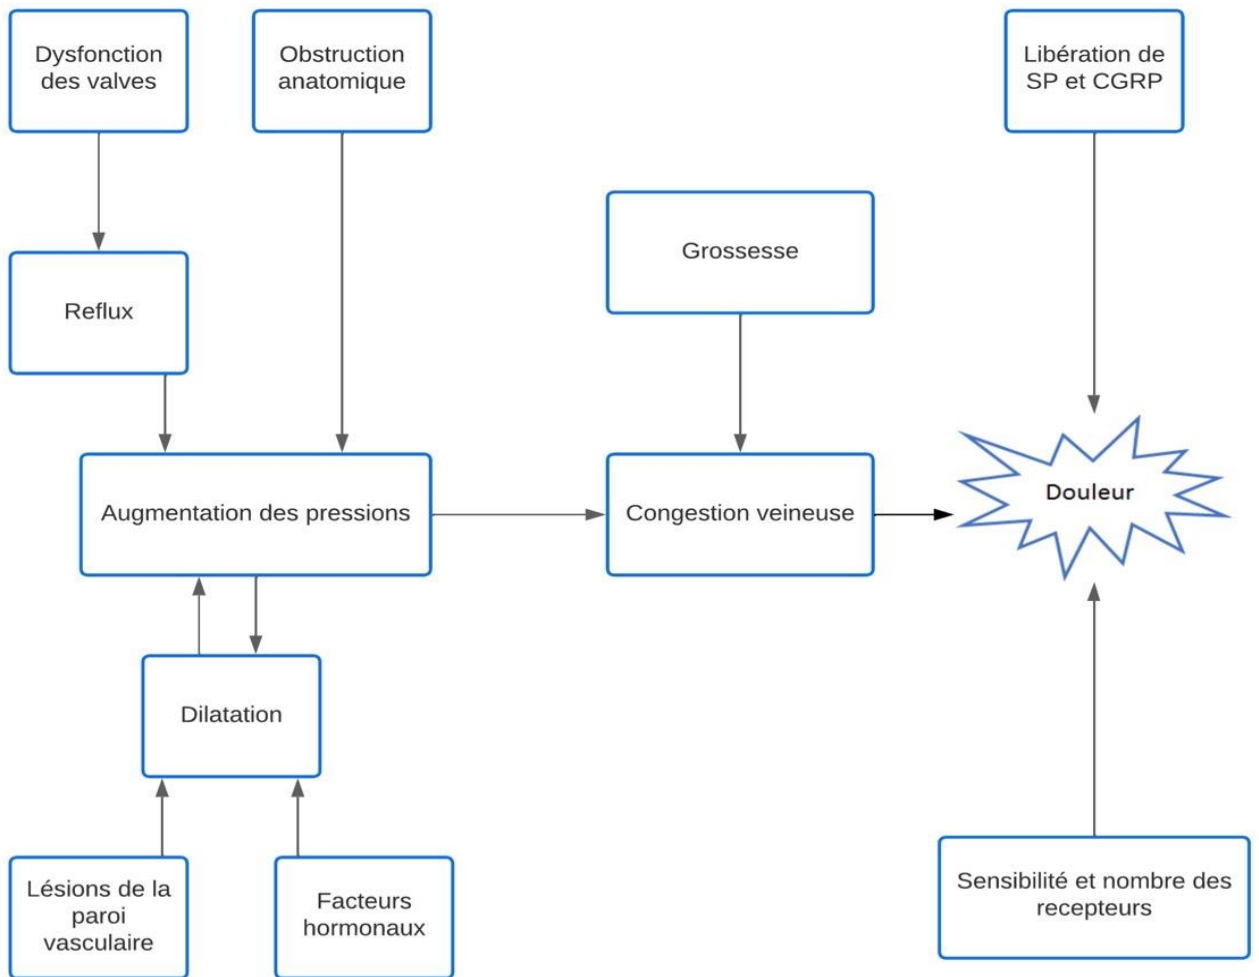 Dysfonction
des valves
Obstruction
anatomique
Libération de
SP et CGRP
Grossesse
Reflux
Douleur
Augmentation des pressions
Congestion veineuse
Dilatation
Lésions de la
paroi
vasculaire
Facteurs
hormonaux
Sensibilité et nombre des
recepteurs